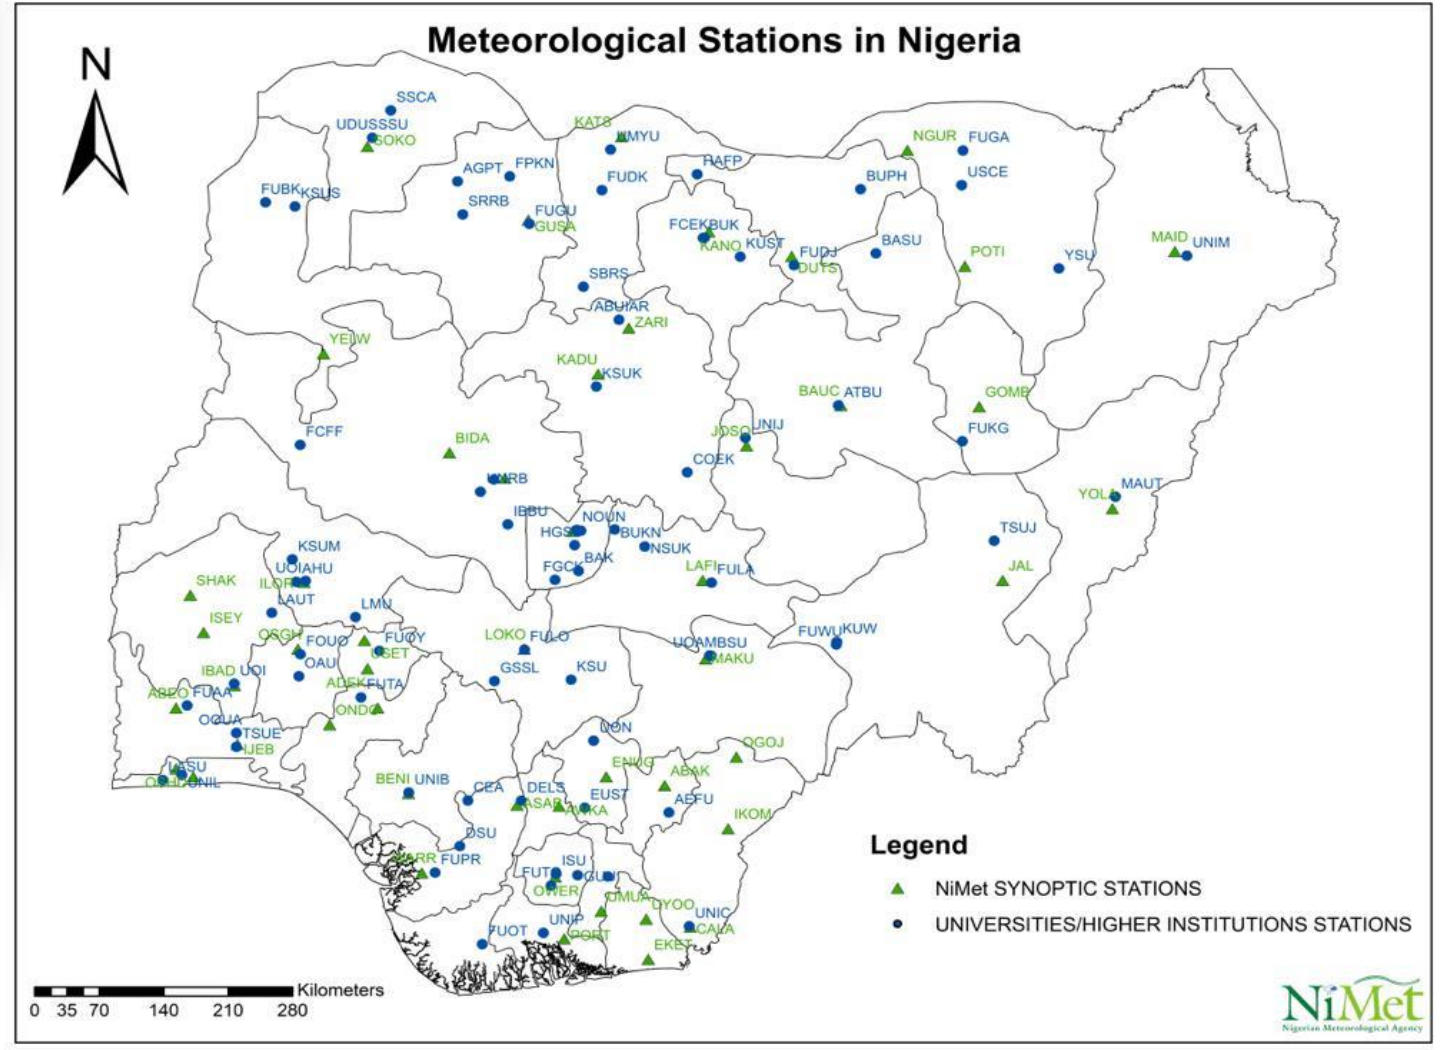 Meteorological Stations in Nigeria
N
SSCA
UDUSSSU
SOKO
KATS
UMYU
NGUR
FUGA
AGPT
FPKN
HAFP
FUDK
BUPH
USCE
FUBK
KSUS
SRRB
FUGU
GUSA
FCEKBUK
KANO
KUST
FUDJ
DUTS
BASU
POTI
YSU
MAID
UNIM
SBRS
ABUIAR
ZARI
YELW
KADU
KSUK
BAUC
ATBU
GOMB
FCFF
BIDA
JOSO
UNIJ
FUKG
COEK
YOLA
MAUT
IBBU
NOUN
BUKN
NSUK
TSUJ
KSUM
UOIAHU
ILOR
BAK
FGCK
LAFI
FULA
JAL
SHAK
LAUT
LMU
ISEY
OSGH
FOUO
FUOY
USET
LOKO
FULO
UOAMBSU
MAKU
FUWU
KUW
OAU
IBAD
UOI
ADEK
FUTA
GSSL
KSU
ABEO
FUAA
ONDO
OOUA
TSUE
IJEB
UON
OGOJ
LASU
UNIL
ENUG
ABAK
BENI
UNIB
CEA
DELS
ASAB
AWKA
EUST
AEFU
IKOM
DSU
WARR
FUPR
ISU
OWER
UMUA
UYOO
UNIC
CALA
FUOT
UNIP
PORT
EKET
Legend
NiMet SYNOPTIC STATIONS
UNIVERSITIES/HIGHER INSTITUTIONS STATIONS
Kilometers
0 35 70 140 210 280
NiMet
Nigerian Meteorological Agency